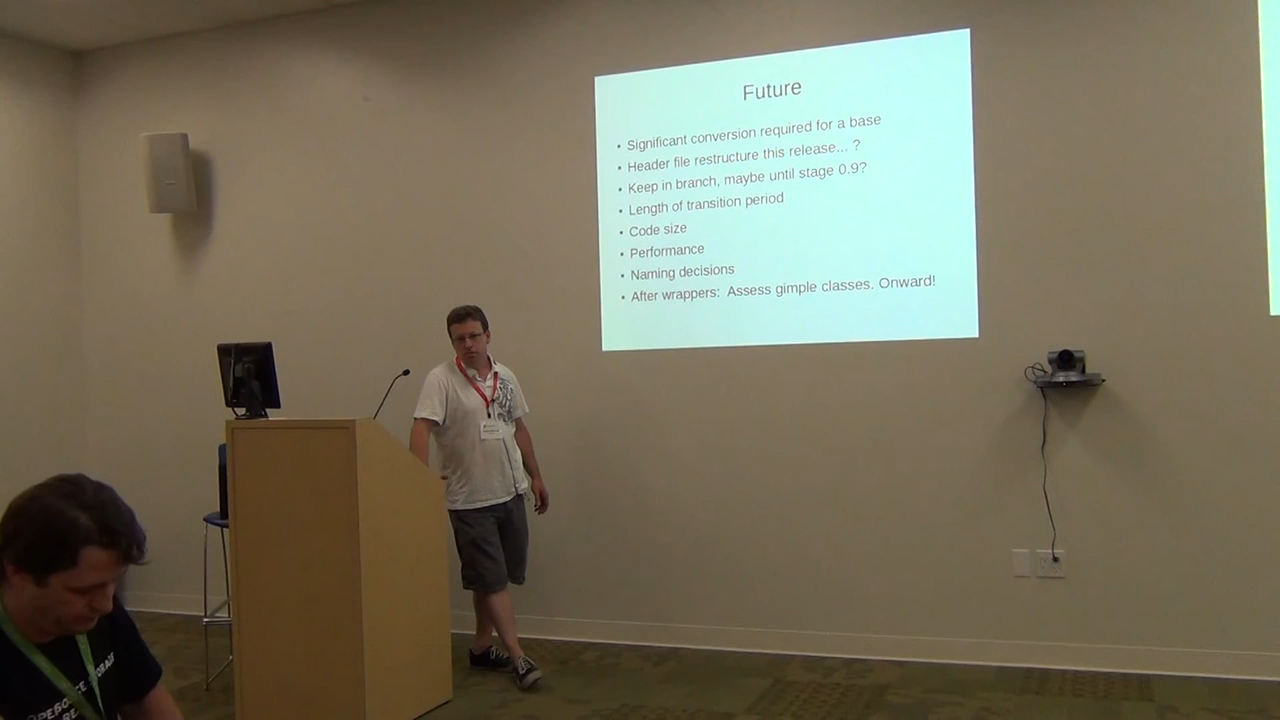 Future
• Significant conversion required for a base
• Header file restructure this release... ?
• Keep in branch, maybe until stage 0.9?
• Length of transition period
• Code size
• Performance
• Naming decisions
• After wrappers: Assess gimple classes. Onward!